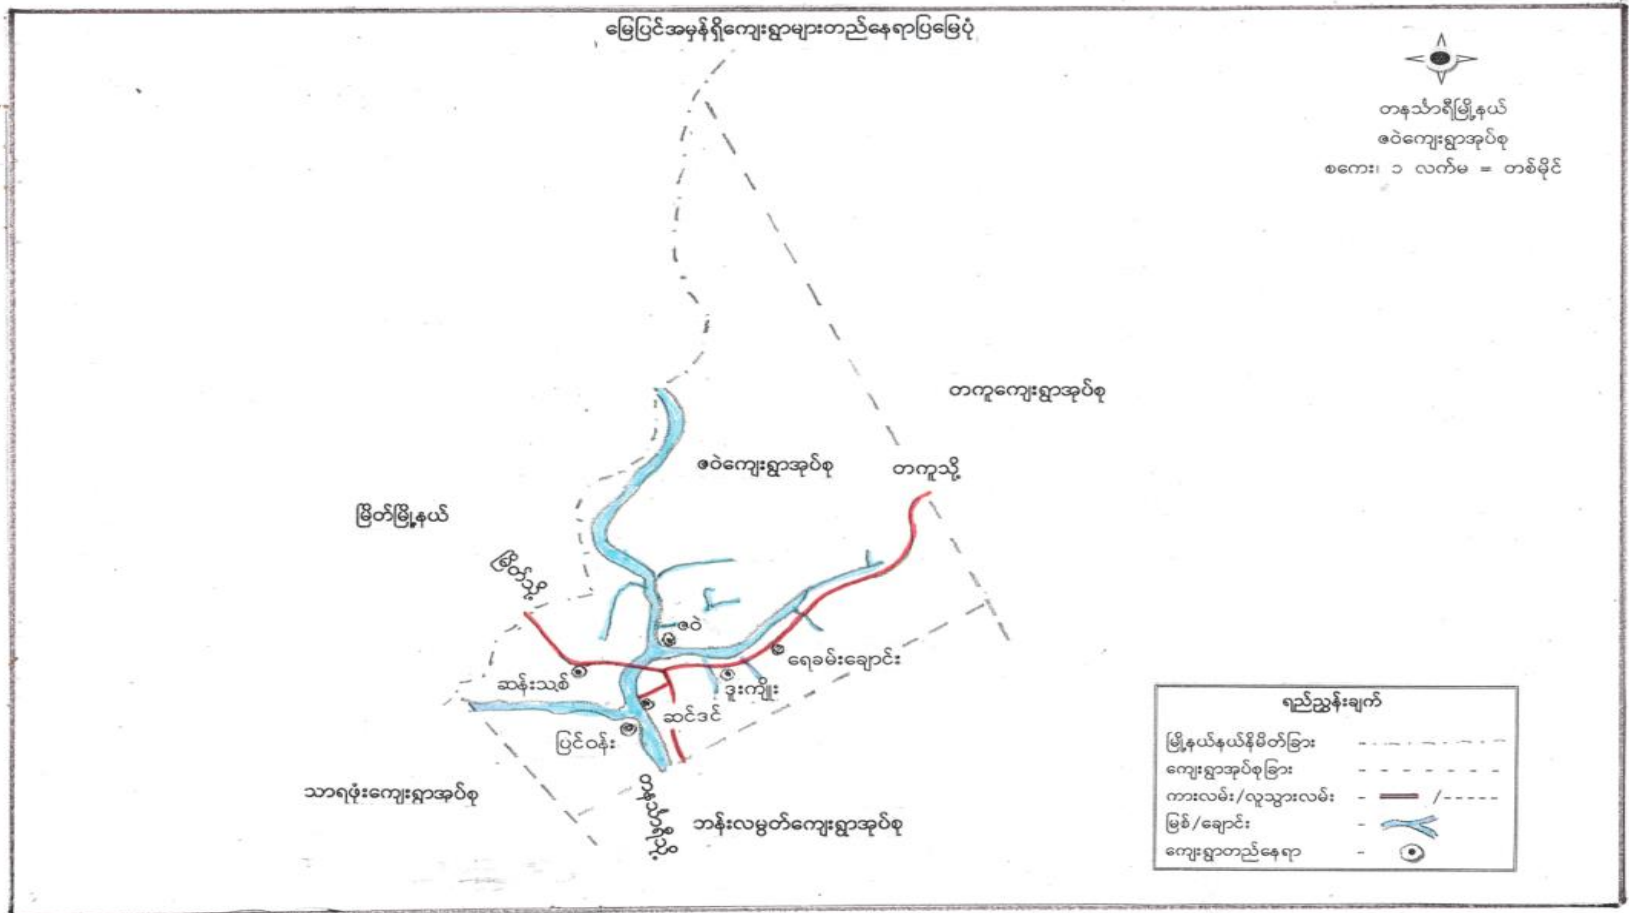 မြေပြင်အမှန်ရှိကျေးရွာများတည်နေရာပြမြေပုံ
တနင်္သာရီမြို့နယ်
ဇဝဲကျေးရွာအုပ်စု
စကေး၊ ၁ လက်မ = တစ်မိုင်
တကူကျေးရွာအုပ်စု
ဇဝဲကျေးရွာအုပ်စု
တကူသို့
မြိတ်မြို့နယ်
မြိတ်သို့
ဇဝဲ
ရေခမ်းချောင်း
ဆန်းသစ်
ဒူးကျိုး
ဆင်ဒင်
ပြင်ဝန်း
သာရဖုံးကျေးရွာအုပ်စု
တနင်္သာရီသို့
ဘန်းလမွတ်ကျေးရွာအုပ်စု
ရည်ညွှန်းချက်
မြို့နယ်နယ်နိမိတ်ခြား
ကျေးရွာအုပ်စုခြား
ကားလမ်း/လူသွားလမ်း
မြစ်/ချောင်း
ကျေးရွာတည်နေရာ